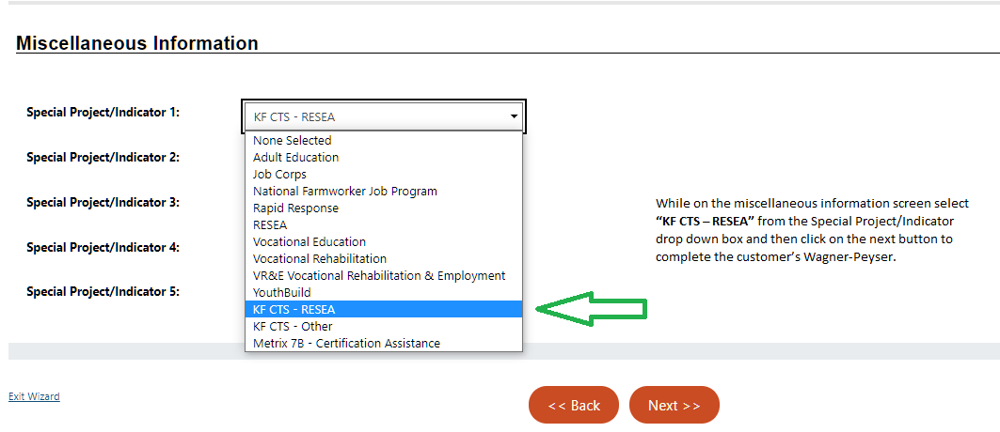 Miscellaneous Information
Special Project/Indicator 1:
KF CTS - RESEA
None Selected
Adult Education
Job Corps
National Farmworker Job Program
Rapid Response
RESEA
Vocational Education
Vocational Rehabilitation
VR&E Vocational Rehabilitation & Employment
YouthBuild
KF CTS - RESEA
KF CTS - Other
Metrix 7B - Certification Assistance
Special Project/Indicator 2:
Special Project/Indicator 3:
Special Project/Indicator 4:
Special Project/Indicator 5:
While on the miscellaneous information screen select
“KF CTS – RESEA” from the Special Project/Indicator
drop down box and then click on the next button to
complete the customer’s Wagner-Peyser.
Exit Wizard
<< Back
Next >>